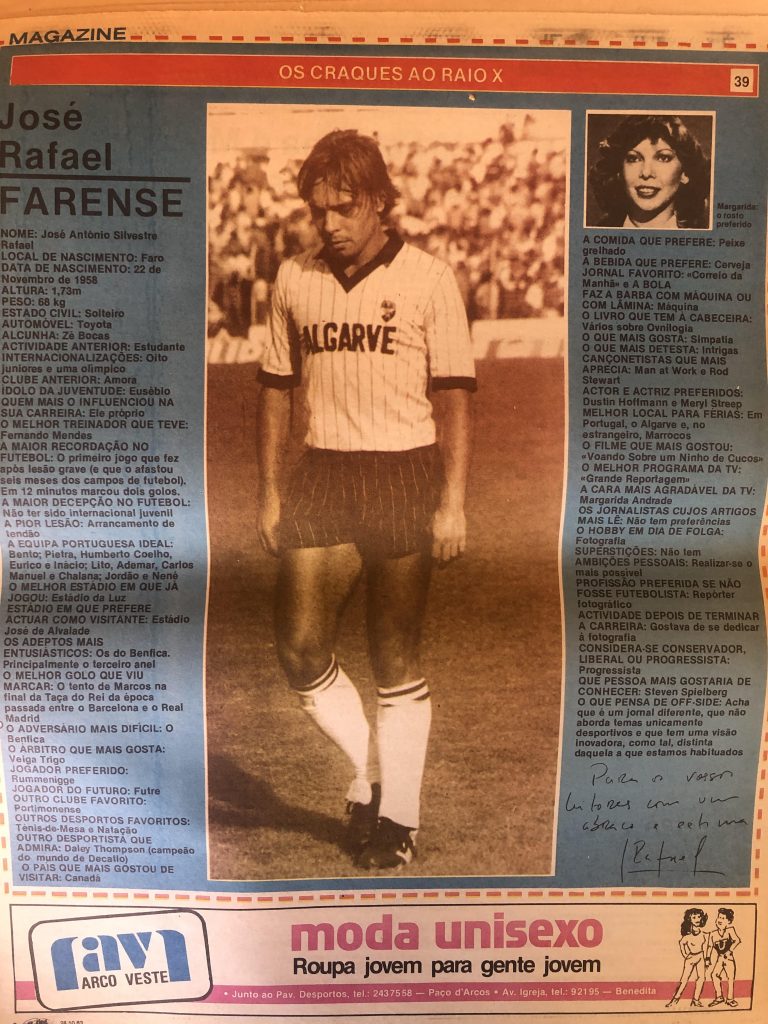 MAGAZINE
OS CRAQUES AO RAIO X
39
José
Rafael
FARENSE
NOME: José António Silvestre
Rafael
LOCAL DE NASCIMENTO: Faro
DATA DE NASCIMENTO: 22 de
Novembro de 1958
ALTURA: 1,73m
PESO: 68 kg
ESTADO CIVIL: Solteiro
AUTOMÓVEL: Toyota
ALCUNHA: Zé Bocas
ACTIVIDADE ANTERIOR: Estudante
INTERNACIONALIZAÇÕES: Oito
juniores e uma olímpico
CLUBE ANTERIOR: Amora
ÍDOLO DA JUVENTUDE: Eusébio
QUEM MAIS O INFLUENCIOU NA
SUA CARREIRA: Ele próprio
O MELHOR TREINADOR QUE TEVE:
Fernando Mendes
A MAIOR RECORDAÇÃO NO
FUTEBOL: O primeiro jogo que fez
após lesão grave (e que o afastou
seis meses dos campos de futebol).
Em 12 minutos marcou dois golos.
A MAIOR DECEPÇÃO NO FUTEBOL:
Não ter sido internacional juvenil
A PIOR LESÃO: Arrancamento de
tendão
A EQUIPA PORTUGUESA IDEAL:
Bento; Pietra, Humberto Coelho,
Eurico e Inácio; Lito, Ademar, Carlos
Manuel e Chalana; Jordão e Nené
O MELHOR ESTÁDIO EM QUE JÁ
JOGOU: Estádio da Luz
ESTÁDIO EM QUE PREFERE
ACTUAR COMO VISITANTE: Estádio
José de Alvalade
OS ADEPTOS MAIS
ENTUSIÁSTICOS: Os do Benfica.
Principalmente o terceiro anel
O MELHOR GOLO QUE VIU
MARCAR: O tento de Marcos na
final da Taça do Rei da época
passada entre o Barcelona e o Real
Madrid
O ADVERSÁRIO MAIS DIFÍCIL: O
Benfica
O ÁRBITRO QUE MAIS GOSTA:
Veiga Trigo
JOGADOR PREFERIDO:
Rummenigge
JOGADOR DO FUTURO: Futre
OUTRO CLUBE FAVORITO:
Portimonense
OUTROS DESPORTOS FAVORITOS:
Ténis-de-Mesa e Natação
OUTRO DESPORTISTA QUE
ADMIRA: Daley Thompson (campeão
do mundo de Decatlo)
O PAÍS QUE MAIS GOSTOU DE
VISITAR: Canadá
ALGARVE
Margarida:
o rosto
preferido
A COMIDA QUE PREFERE: Peixe
grelhado
A BEBIDA QUE PREFERE: Cerveja
JORNAL FAVORITO: «Correio da
Manhã» e A BOLA
FAZ A BARBA COM MÁQUINA OU
COM LÂMINA: Máquina
O LIVRO QUE TEM À CABECEIRA:
Vários sobre Ovnilogia
O QUE MAIS GOSTA: Simpatia
O QUE MAIS DETESTA: Intrigas
CANÇONETISTAS QUE MAIS
APRECIA: Man at Work e Rod
Stewart
ACTOR E ACTRIZ PREFERIDOS:
Dustin Hoffmann e Meryl Streep
MELHOR LOCAL PARA FÉRIAS: Em
Portugal, o Algarve e, no
estrangeiro, Marrocos
O FILME QUE MAIS GOSTOU:
«Voando Sobre um Ninho de Cucos»
O MELHOR PROGRAMA DA TV:
«Grande Reportagem»
A CARA MAIS AGRADÁVEL DA TV:
Margarida Andrade
OS JORNALISTAS CUJOS ARTIGOS
MAIS LÊ: Não tem preferências
O HOBBY EM DIA DE FOLGA:
Fotografia
SUPERSTIÇÕES: Não tem
AMBIÇÕES PESSOAIS: Realizar-se o
mais possível
PROFISSÃO PREFERIDA SE NÃO
FOSSE FUTEBOLISTA: Repórter
fotográfico
ACTIVIDADE DEPOIS DE TERMINAR
A CARREIRA: Gostava de se dedicar
à fotografia
CONSIDERA-SE CONSERVADOR,
LIBERAL OU PROGRESSISTA:
Progressista
QUE PESSOA MAIS GOSTARIA DE
CONHECER: Steven Spielberg
O QUE PENSA DE OFF-SIDE: Acha
que é um jornal diferente, que não
aborda temas unicamente
desportivos e que tem uma visão
inovadora, como tal, distinta
daquela a que estamos habituados
Para os vossos
leitores com um
abraço e estima
JRafael
ravi
ARCO VESTE
moda unisexo
Roupa jovem para gente jovem
• Junto ao Pav. Desportos, tel.: 2437558 — Paço d'Arcos • Av. Igreja, tel.: 92195 — Benedita